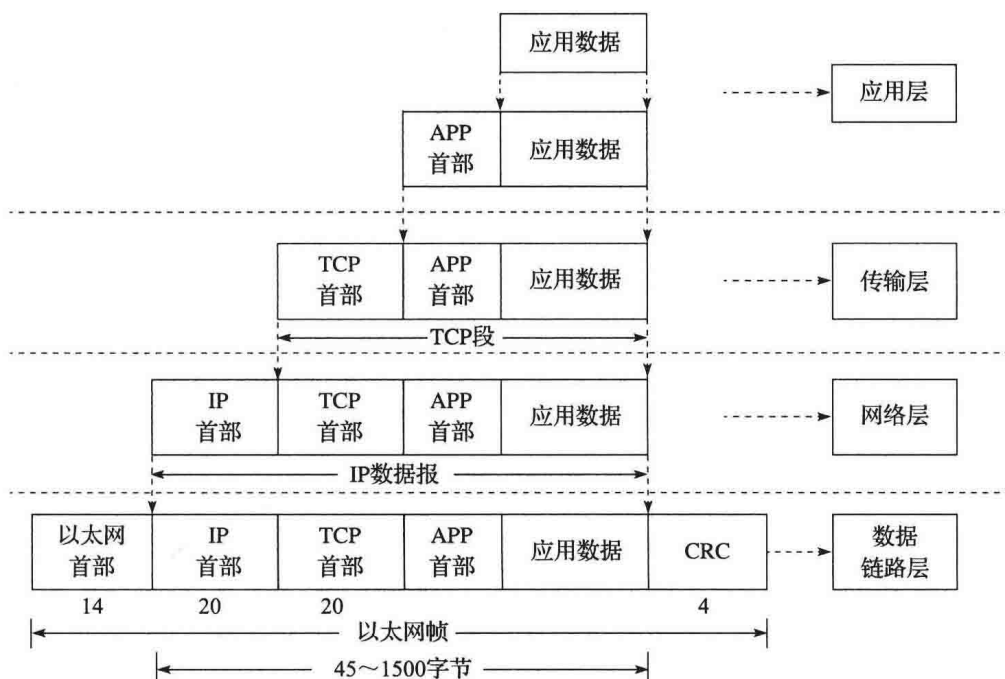 应用数据
应用层
APP
首部
应用数据
TCP
首部
APP
首部
应用数据
传输层
TCP段
IP
首部
TCP
首部
APP
首部
应用数据
网络层
IP数据报
以太网
首部
IP
首部
TCP
首部
APP
首部
应用数据
CRC
数据
链路层
14
20
20
4
以太网帧
45～1500字节